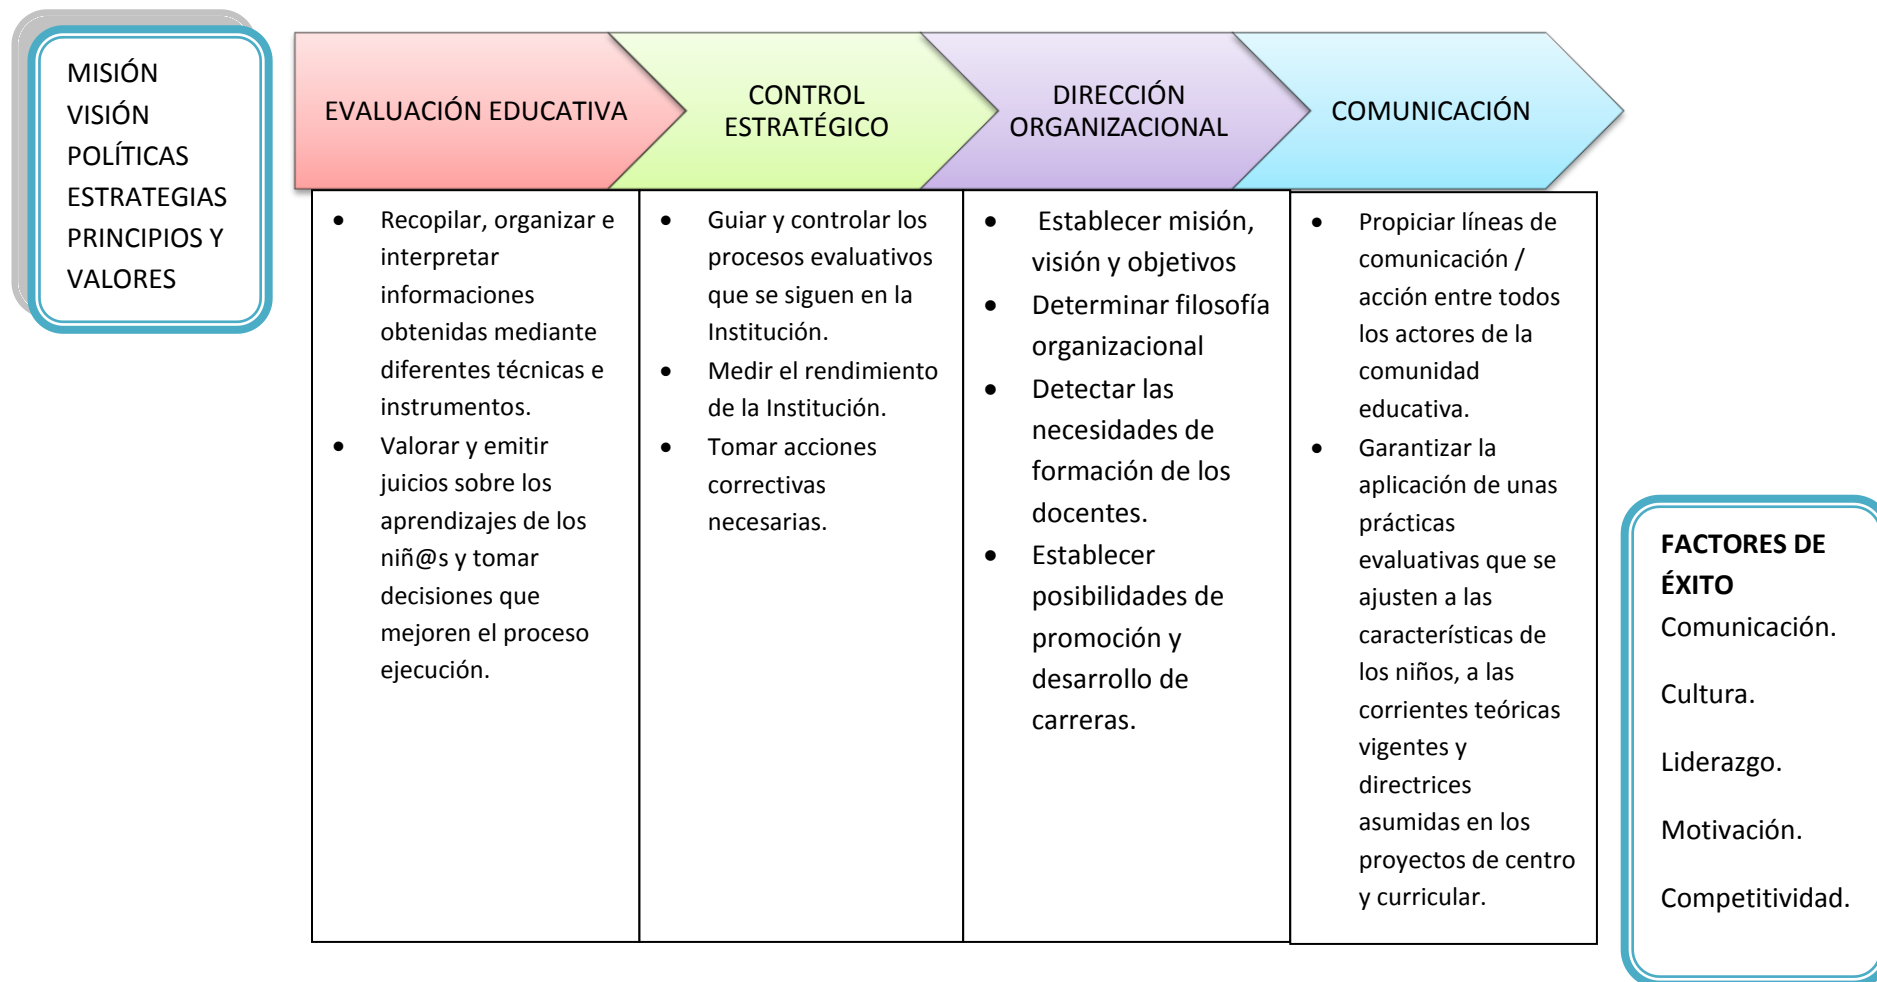 MISIÓN
VISIÓN
POLÍTICAS
ESTRATEGIAS
PRINCIPIOS Y
VALORES
EVALUACIÓN EDUCATIVA
CONTROL
ESTRATÉGICO
DIRECCIÓN
ORGANIZACIONAL
COMUNICACIÓN
• Recopilar, organizar e
interpretar
informaciones
obtenidas mediante
diferentes técnicas e
instrumentos.
• Valorar y emitir
juicios sobre los
aprendizajes de los
niñ@s y tomar
decisiones que
mejoren el proceso
ejecución.
• Guiar y controlar los
procesos evaluativos
que se siguen en la
Institución.
• Medir el rendimiento
de la Institución.
• Tomar acciones
correctivas
necesarias.
• Establecer misión,
visión y objetivos
• Determinar filosofía
organizacional
• Detectar las
necesidades de
formación de los
docentes.
• Establecer
posibilidades de
promoción y
desarrollo de
carreras.
• Propiciar líneas de
comunicación /
acción entre todos
los actores de la
comunidad
educativa.
• Garantizar la
aplicación de unas
prácticas
evaluativas que se
ajusten a las
características de
los niños, a las
corrientes teóricas
vigentes y
directrices
asumidas en los
proyectos de centro
y curricular.
FACTORES DE
ÉXITO
Comunicación.
Cultura.
Liderazgo.
Motivación.
Competitividad.